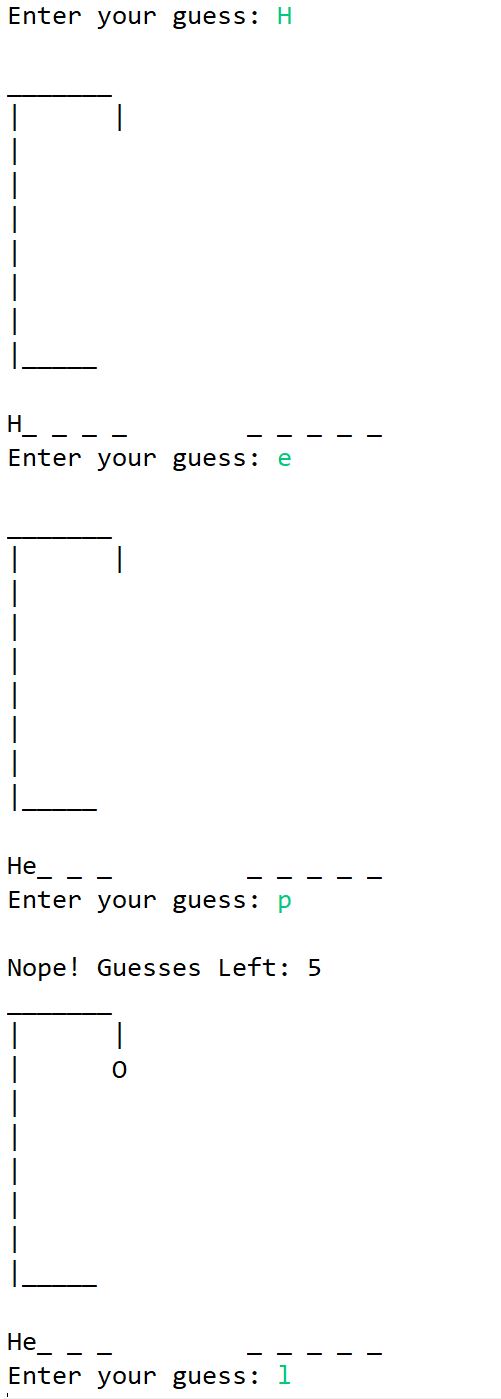 Enter your guess: H
_______
|      |
|
|
|
|
|
|
|_____
H_ _ _ _        _ _ _ _ _
Enter your guess: e
_______
|      |
|
|
|
|
|
|
|_____
He_ _ _         _ _ _ _ _
Enter your guess: p
Nope! Guesses Left: 5
_______
|      |
|      O
|
|
|
|
|
|_____
He_ _ _         _ _ _ _ _
Enter your guess: l